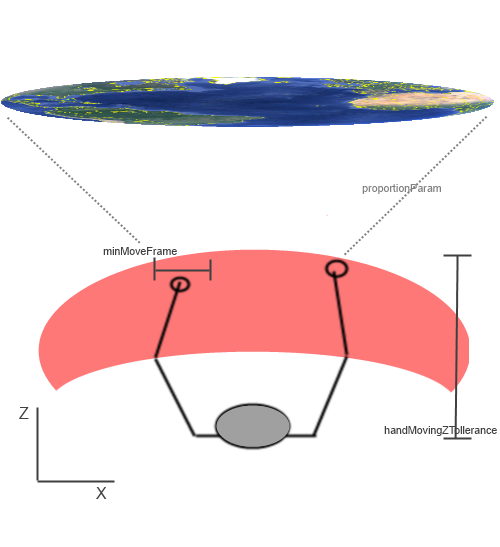 proportionParam
minMoveFrame
handMovingZTollerance
Z
X